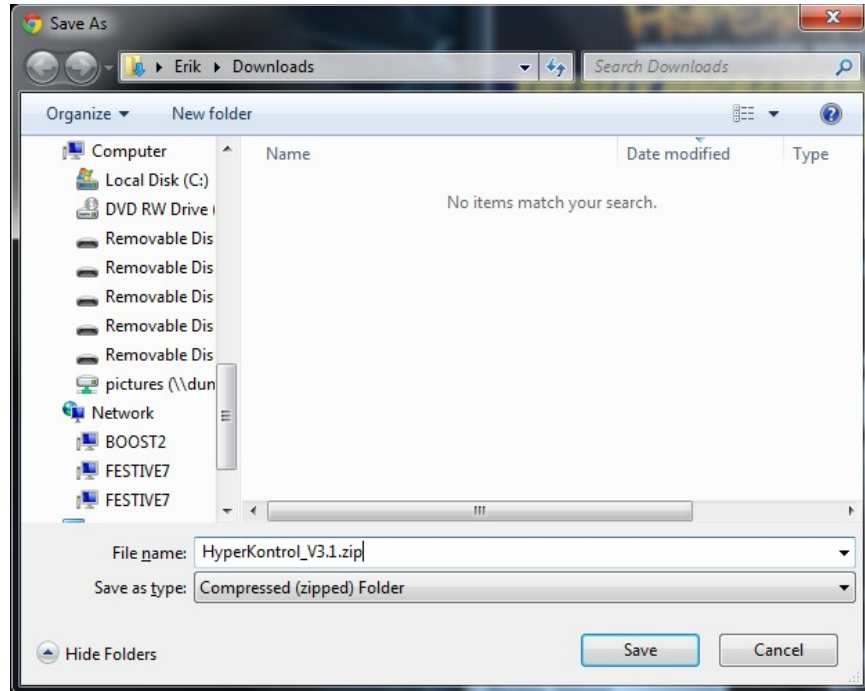 Save As
Erik Downloads
Search Downloads
Organize New folder
Name Date modified Type
No items match your search.
Computer
Local Disk (C:)
DVD RW Drive (
Removable Dis
Removable Dis
Removable Dis
Removable Dis
Removable Dis
pictures (\\dun
Network
BOOST2
FESTIVE7
FESTIVE7
File name: HyperKontrol_V3.1.zip
Save as type: Compressed (zipped) Folder
Hide Folders Save Cancel